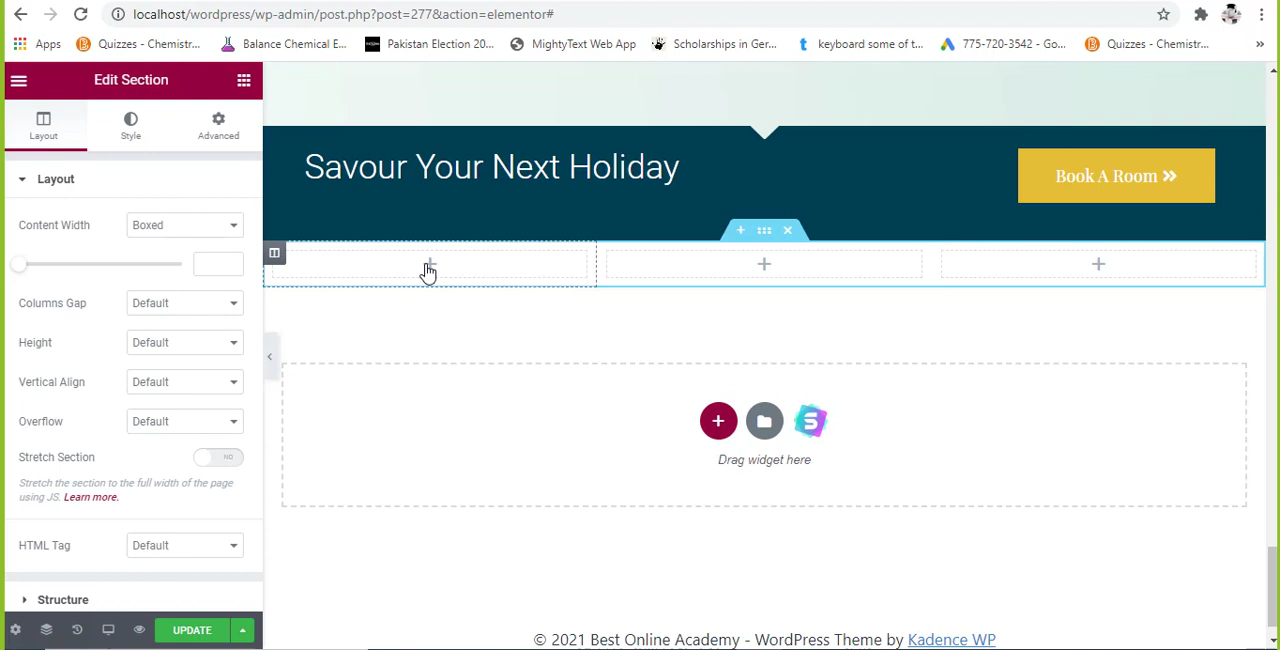 localhost/wordpress/wp-admin/post.php?post=277&action=elementor#
Apps
Quizzes - Chemistr...
Balance Chemical E...
Pakistan Election 20...
MightyText Web App
Scholarships in Ger...
keyboard some of t...
775-720-3542 - Go...
Quizzes - Chemistr...
Edit Section
Layout
Style
Advanced
Layout
Content Width
Boxed
Columns Gap
Default
Height
Default
Vertical Align
Default
Overflow
Default
Stretch Section
NO
Stretch the section to the full width of the page
using JS. Learn more.
HTML Tag
Default
Structure
UPDATE
Savour Your Next Holiday
Book A Room
Drag widget here
© 2021 Best Online Academy - WordPress Theme by Kadence WP